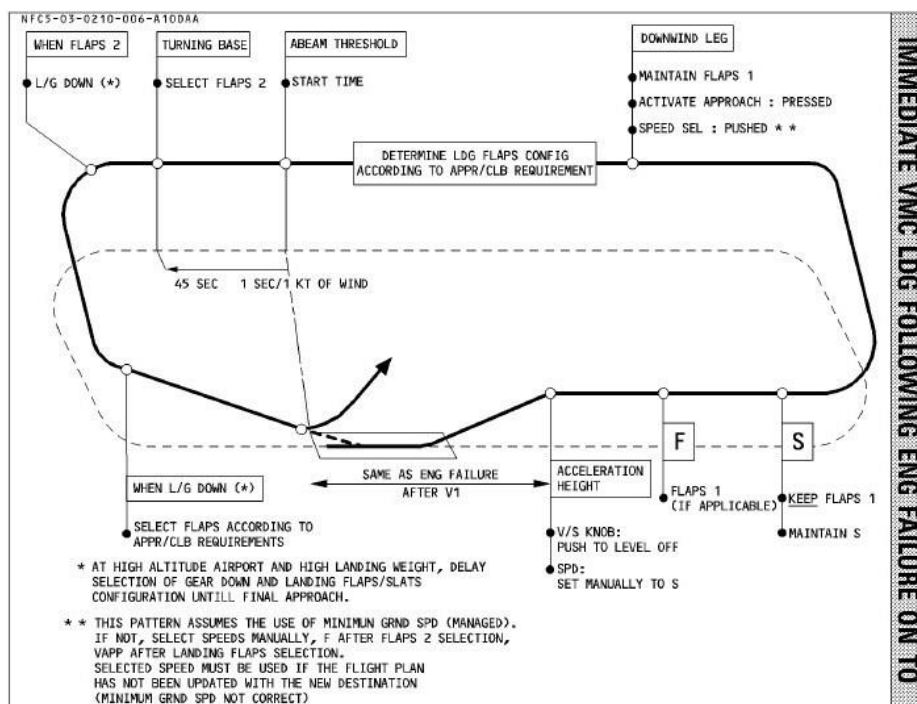 NFC5-03-0210-006-A100AA
WHEN FLAPS 2
L/G DOWN (*)
TURNING BASE
SELECT FLAPS 2
ABEAM THRESHOLD
START TIME
DOWNWIND LEG
MAINTAIN FLAPS 1
ACTIVATE APPROACH : PRESSED
SPEED SEL : PUSHED * *
DETERMINE LDG FLAPS CONFIG
ACCORDING TO APPR/CLB REQUIREMENT
45 SEC 1 SEC/1 KT OF WIND
SAME AS ENG FAILURE
AFTER V1
WHEN L/G DOWN (*)
SELECT FLAPS ACCORDING TO
APPR/CLB REQUIREMENTS
ACCELERATION
HEIGHT
V/S KNOB:
PUSH TO LEVEL OFF
SPD:
SET MANUALLY TO S
F
FLAPS 1
(IF APPLICABLE)
S
KEEP FLAPS 1
MAINTAIN S
* AT HIGH ALTITUDE AIRPORT AND HIGH LANDING WEIGHT, DELAY
SELECTION OF GEAR DOWN AND LANDING FLAPS/SLATS
CONFIGURATION UNTILL FINAL APPROACH.
* * THIS PATTERN ASSUMES THE USE OF MINIMUN GRND SPD (MANAGED).
IF NOT, SELECT SPEEDS MANUALLY, F AFTER FLAPS 2 SELECTION,
VAPP AFTER LANDING FLAPS SELECTION.
SELECTED SPEED MUST BE USED IF THE FLIGHT PLAN
HAS NOT BEEN UPDATED WITH THE NEW DESTINATION
(MINIMUM GRND SPD NOT CORRECT)
IMMEDIATE VMC LDG FOLLOWING ENG FAILURE ON TO